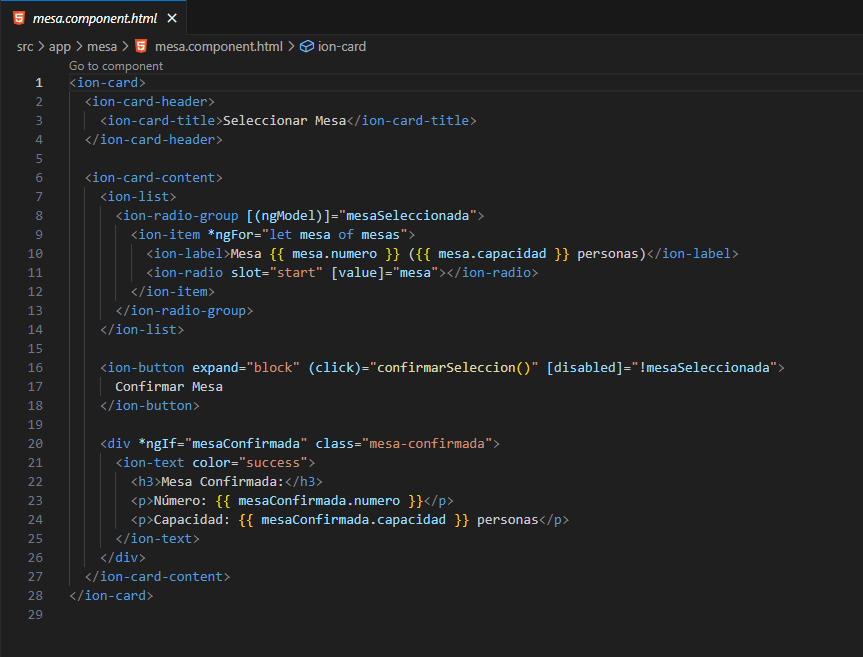 mesa.component.html
src > app > mesa > mesa.component.html > ion-card
Go to component
1 <ion-card>
2   <ion-card-header>
3     <ion-card-title>Seleccionar Mesa</ion-card-title>
4   </ion-card-header>
5
6   <ion-card-content>
7     <ion-list>
8       <ion-radio-group [(ngModel)]="mesaSeleccionada">
9         <ion-item *ngFor="let mesa of mesas">
10           <ion-label>Mesa {{ mesa.numero }} ({{ mesa.capacidad }} personas)</ion-label>
11           <ion-radio slot="start" [value]="mesa"></ion-radio>
12         </ion-item>
13       </ion-radio-group>
14     </ion-list>
15
16     <ion-button expand="block" (click)="confirmarSeleccion()" [disabled]="!mesaSeleccionada">
17       Confirmar Mesa
18     </ion-button>
19
20     <div *ngIf="mesaConfirmada" class="mesa-confirmada">
21       <ion-text color="success">
22         <h3>Mesa Confirmada:</h3>
23         <p>Número: {{ mesaConfirmada.numero }}</p>
24         <p>Capacidad: {{ mesaConfirmada.capacidad }} personas</p>
25       </ion-text>
26     </div>
27   </ion-card-content>
28 </ion-card>
29